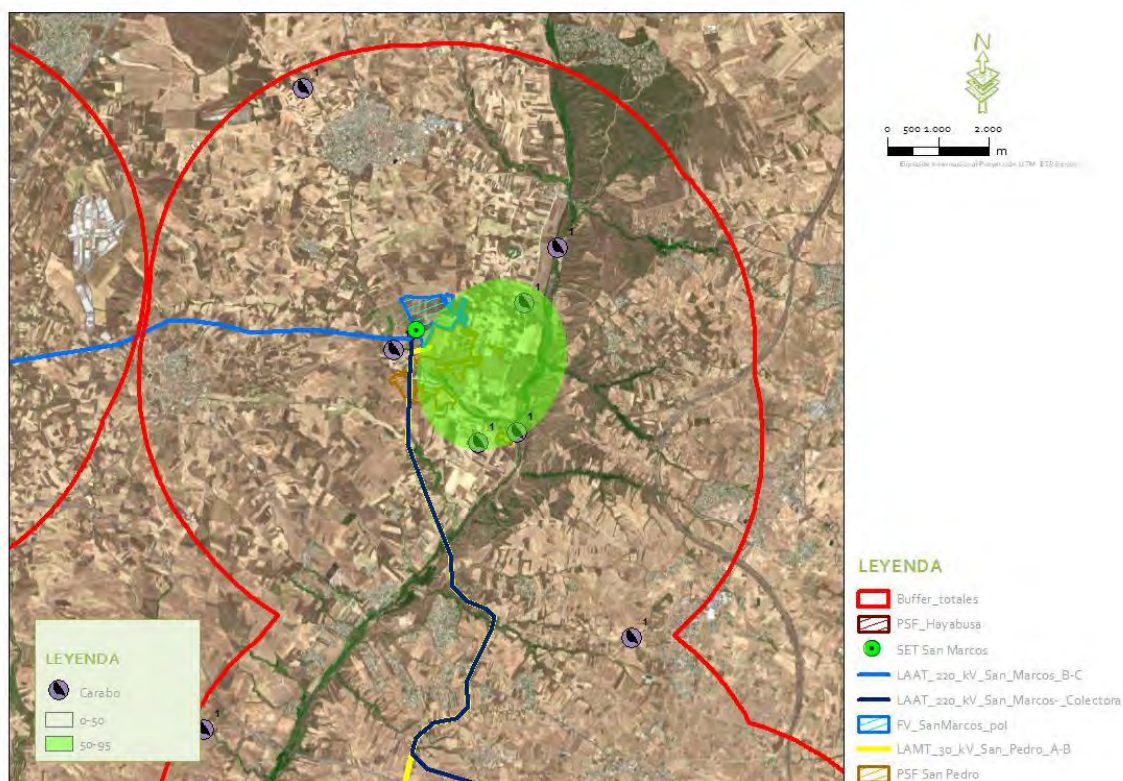 N
0 500 1.000 2.000
m
LEYENDA
Buffer_totales
PSF_Hayabusa
SET San Marcos
LAAT_220_kV_San_Marcos_B-C
LAAT_220_kV_San_Marcos-_Colectora
FV_SanMarcos_pol
LAMT_30_kV_San_Pedro_A-B
PSF San Pedro
LEYENDA
Carabo
0-50
50-95
1
1
1
1
1
1